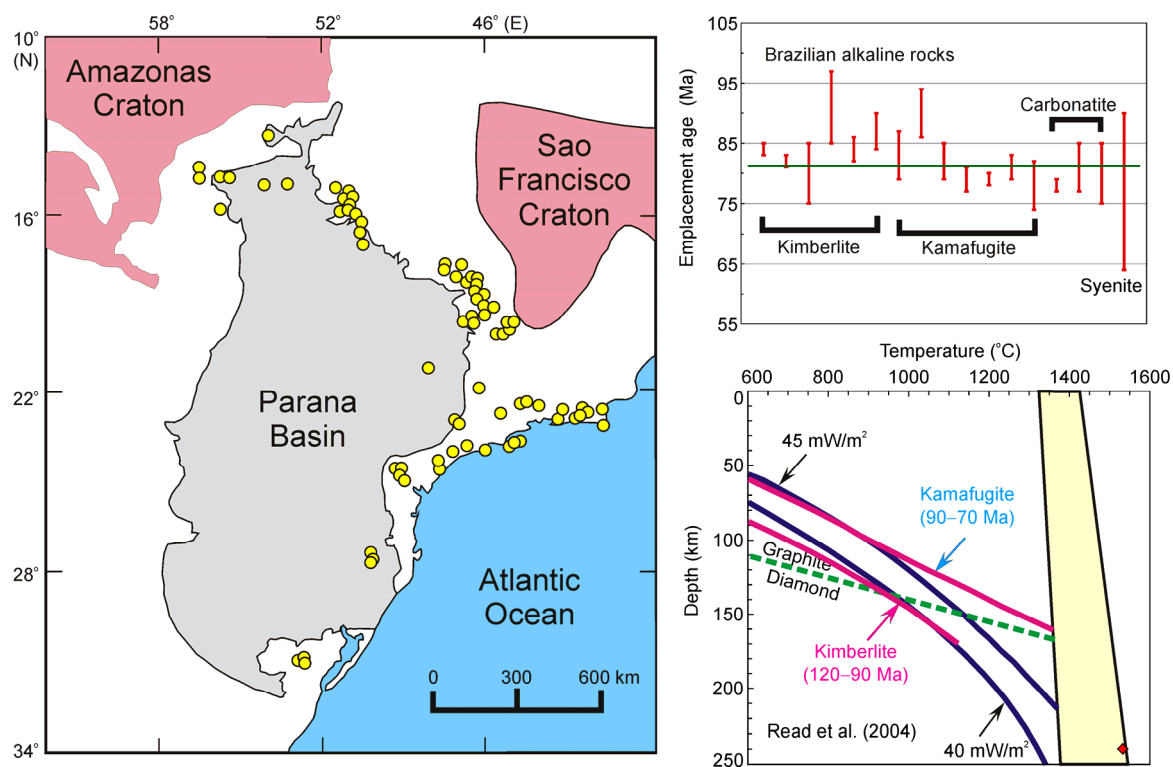 58° 52° 46° (E)
10°
(N)
16°
22°
28°
34°
Amazonas
Craton
Sao
Francisco
Craton
Parana
Basin
Atlantic
Ocean
0 300 600 km
105
95
85
75
65
55
Emplacement age (Ma)
Brazilian alkaline rocks
Carbonatite
Kimberlite
Kamafugite
Syenite
Temperature (°C)
600 800 1000 1200 1400 1600
0
50
100
150
200
250
Depth (km)
45 mW/m²
Kamafugite
(90–70 Ma)
Graphite
Diamond
Kimberlite
(120–90 Ma)
Read et al. (2004)
40 mW/m²